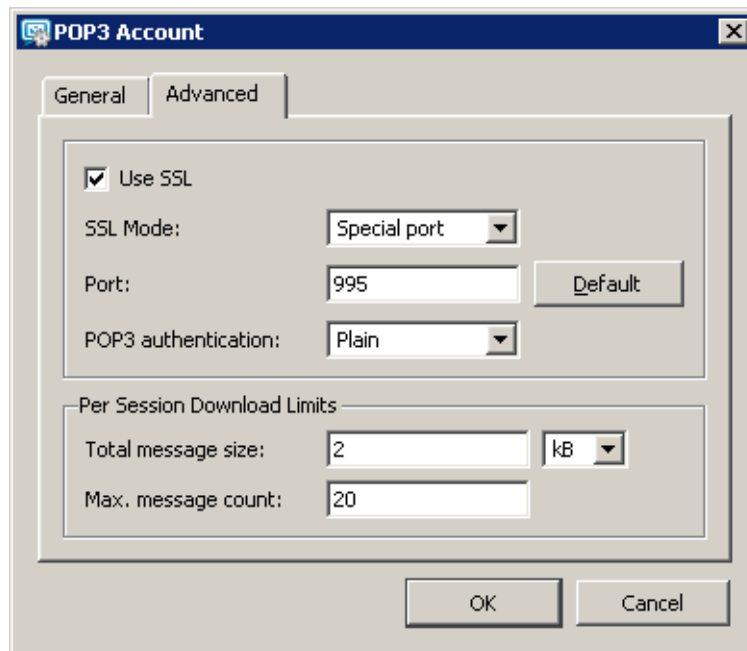 POP3 Account
General Advanced
Use SSL
SSL Mode: Special port
Port: 995 Default
POP3 authentication: Plain
Per Session Download Limits
Total message size: 2 kB
Max. message count: 20
OK Cancel